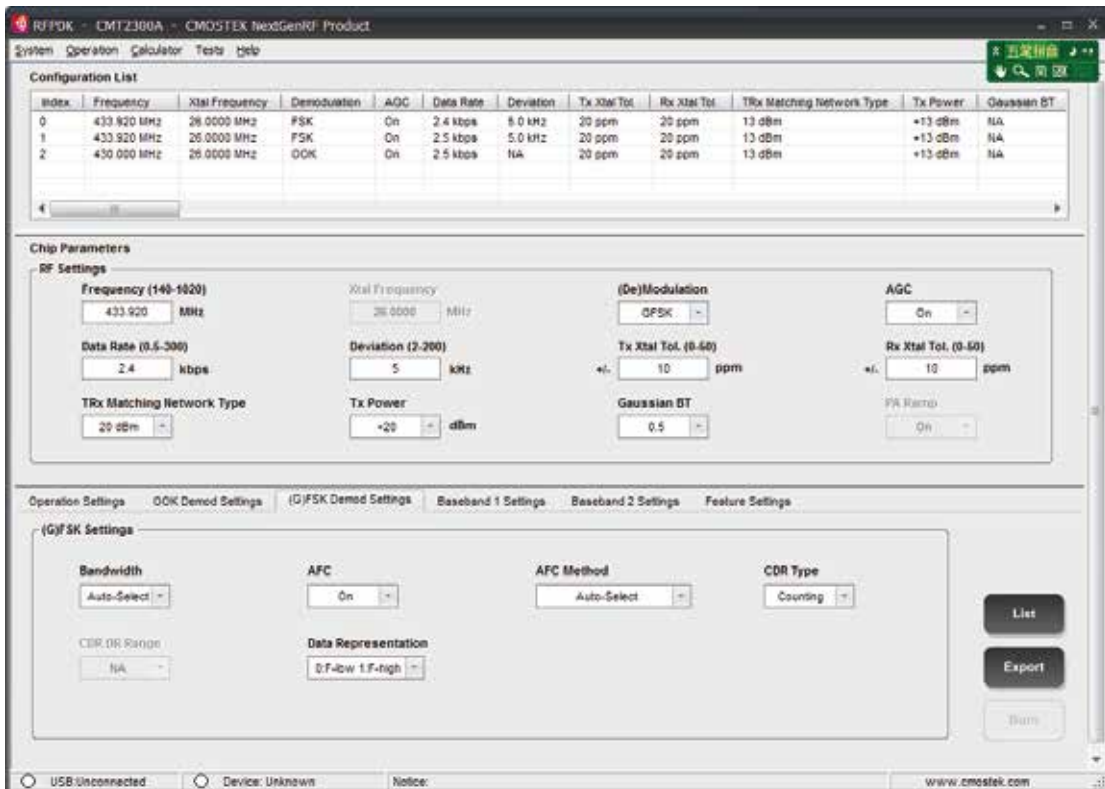 RFPDK - CMT2300A - CMOSTEK NextGenRF Product
System Operation Calculator Tests Help
五笔拼音
简
Configuration List
Index Frequency Xtal Frequency Demodulation AGC Data Rate Deviation Tx Xtal Tol. Rx Xtal Tol. TRx Matching Network Type Tx Power Gaussian BT
0 433.920 MHz 26.0000 MHz FSK On 2.4 kbps 5.0 kHz 20 ppm 20 ppm 13 dBm +13 dBm NA
1 433.920 MHz 26.0000 MHz FSK On 2.5 kbps 5.0 kHz 20 ppm 20 ppm 13 dBm +13 dBm NA
2 430.000 MHz 26.0000 MHz OOK On 2.5 kbps NA 20 ppm 20 ppm 13 dBm +13 dBm NA
Chip Parameters
RF Settings
Frequency (140-1020) Xtal Frequency (De)Modulation AGC
433.920 MHz 26.0000 MHz GFSK On
Data Rate (0.5-300) Deviation (2-200) Tx Xtal Tol. (0-50) Rx Xtal Tol. (0-50)
2.4 kbps 5 kHz +/- 10 ppm +/- 10 ppm
TRx Matching Network Type Tx Power Gaussian BT PA Ramp
20 dBm +20 dBm 0.5 On
Operation Settings OOK Demod Settings (G)FSK Demod Settings Baseband 1 Settings Baseband 2 Settings Feature Settings
(G)FSK Settings
Bandwidth AFC AFC Method CDR Type
Auto-Select On Auto-Select Counting
CDR DR Range Data Representation
NA 0:F-low 1:F-high
List
Export
Burn
USB:Unconnected Device: Unknown Notice: www.cmostek.com